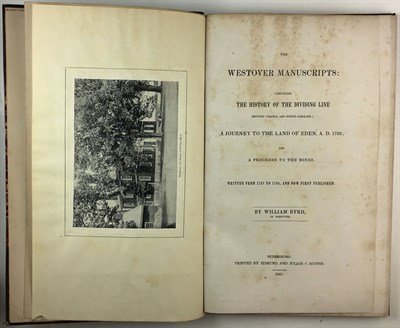 THE
WESTOVER MANUSCRIPTS:
CONTAINING
THE HISTORY OF THE DIVIDING LINE
BETWIXT VIRGINIA AND NORTH CAROLINA;
A JOURNEY TO THE LAND OF EDEN, A. D. 1733;
AND
A PROGRESS TO THE MINES.
WRITTEN FROM 1728 TO 1736, AND NOW FIRST PUBLISHED.
BY WILLIAM BYRD,
OF WESTOVER.
PETERSBURG:
PRINTED BY EDMUND AND JULIAN C. RUFFIN.
1841.